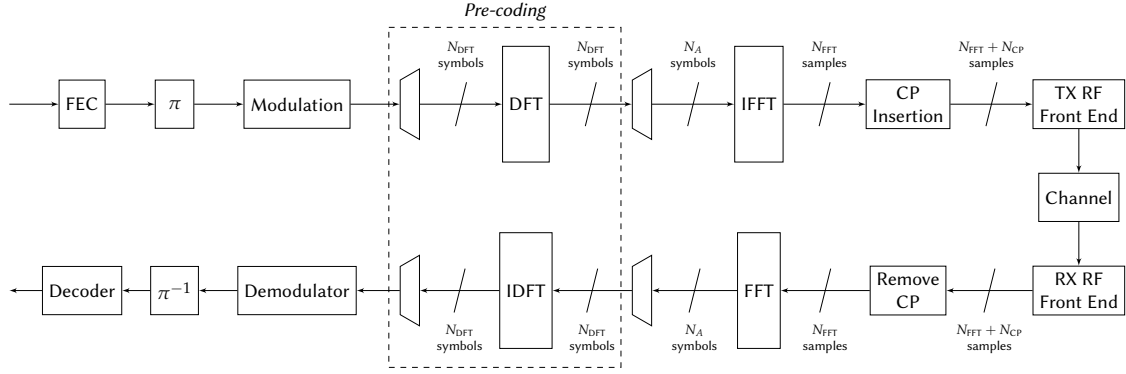 Pre-coding
N_DFT
symbols
N_DFT
symbols
N_A
symbols
N_FFT
samples
N_FFT + N_CP
samples
FEC
π
Modulation
DFT
IFFT
CP
Insertion
TX RF
Front End
Channel
Decoder
π⁻¹
Demodulator
IDFT
FFT
Remove
CP
RX RF
Front End
N_DFT
symbols
N_DFT
symbols
N_A
symbols
N_FFT
samples
N_FFT + N_CP
samples